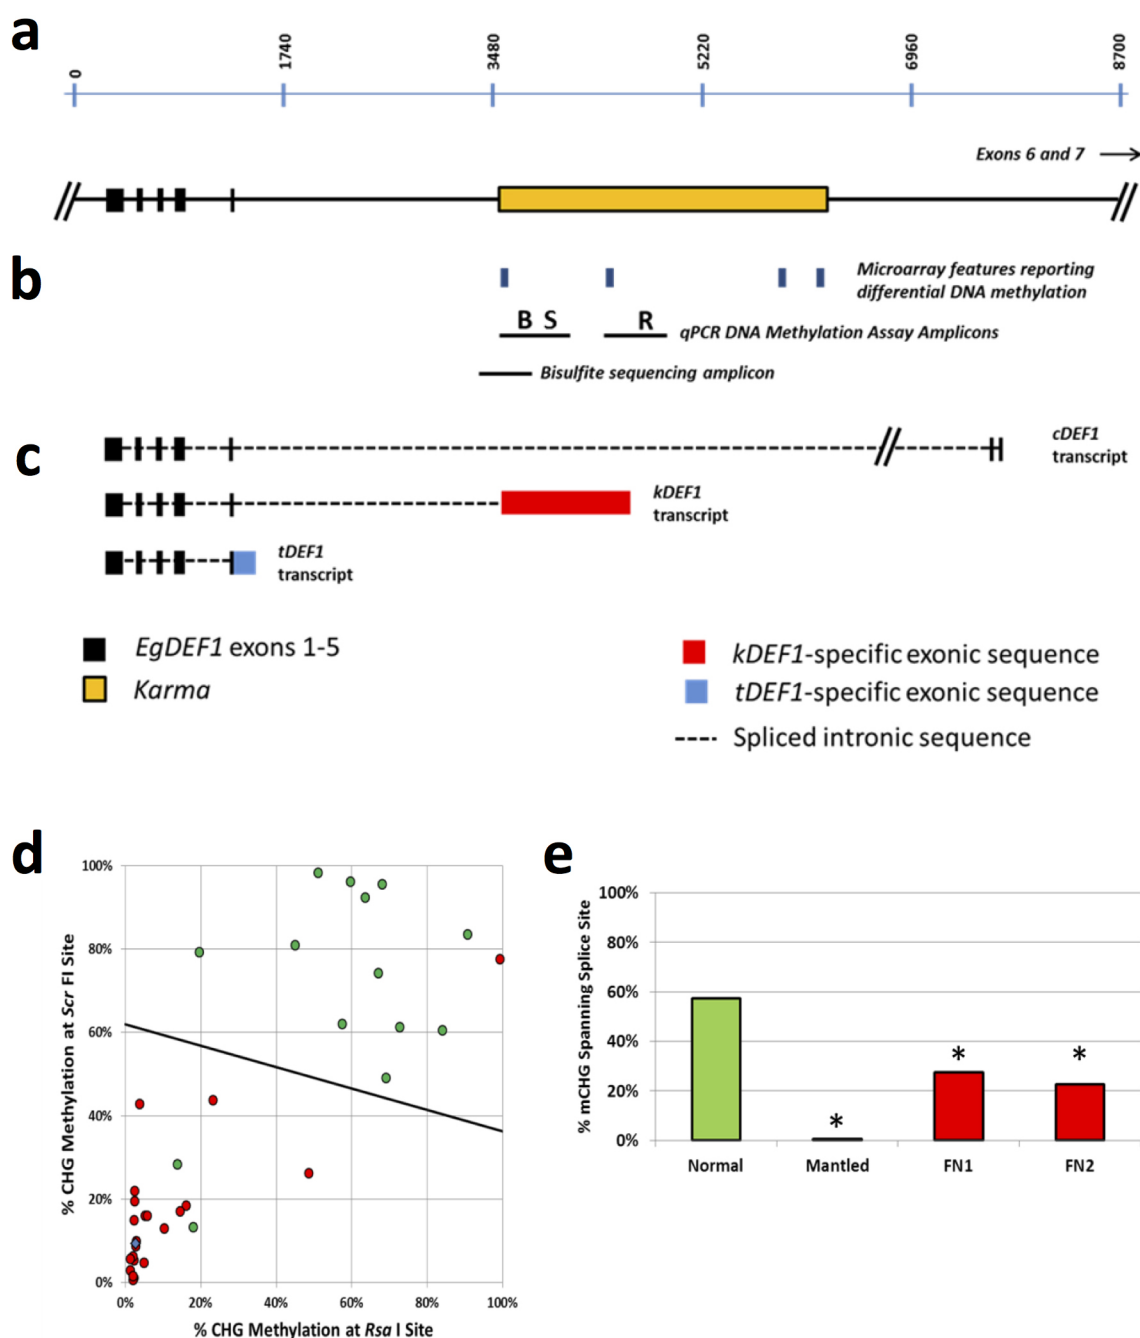 a
0
1740
3480
5220
6960
8700
Exons 6 and 7
b
Microarray features reporting
differential DNA methylation
B S
R
qPCR DNA Methylation Assay Amplicons
Bisulfite sequencing amplicon
c
cDEF1
transcript
kDEF1
transcript
tDEF1
transcript
EgDEF1 exons 1-5
Karma
kDEF1-specific exonic sequence
tDEF1-specific exonic sequence
Spliced intronic sequence
d
% CHG Methylation at Scr FI Site
100%
80%
60%
40%
20%
0%
0%
20%
40%
60%
80%
100%
% CHG Methylation at Rsa I Site
e
% mCHG Spanning Splice Site
100%
80%
60%
40%
20%
0%
*
*
*
Normal
Mantled
FN1
FN2